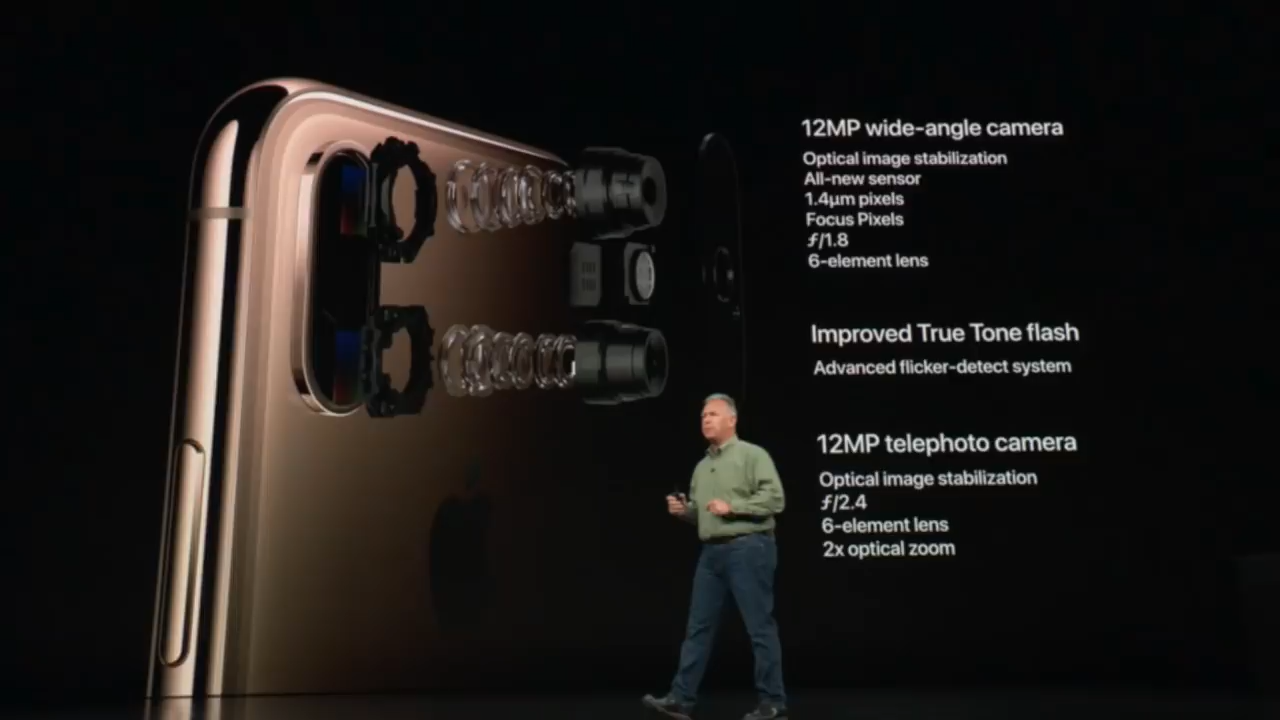 12MP wide-angle camera
Optical image stabilization
All-new sensor
1.4µm pixels
Focus Pixels
ƒ/1.8
6-element lens
Improved True Tone flash
Advanced flicker-detect system
12MP telephoto camera
Optical image stabilization
ƒ/2.4
6-element lens
2x optical zoom